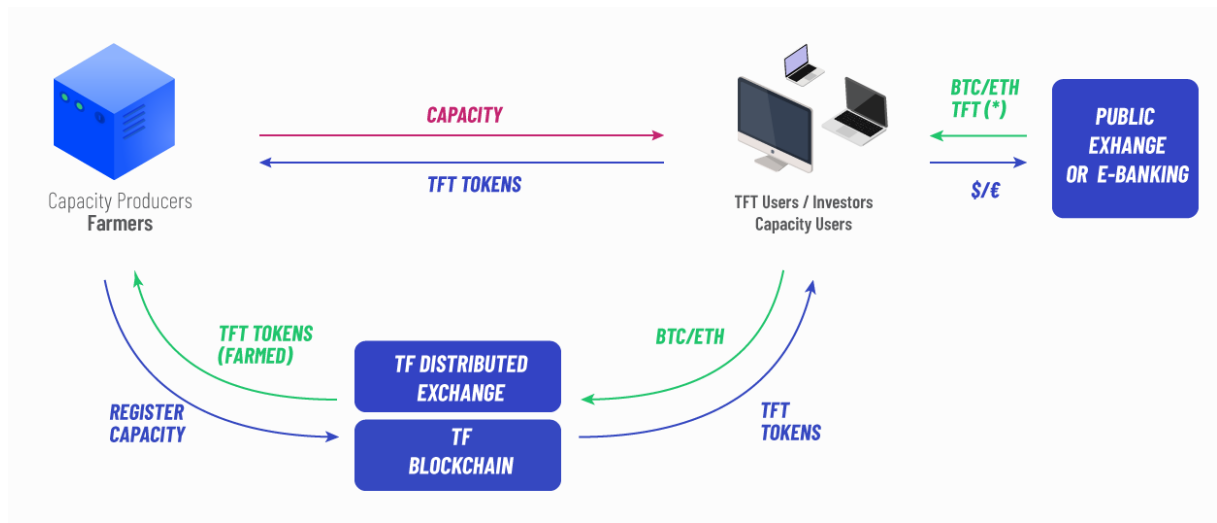 CAPACITY
TFT TOKENS
Capacity Producers
Farmers
TFT Users / Investors
Capacity Users
BTC/ETH
TFT (*)
$/€
PUBLIC
EXHANGE
OR E-BANKING
TFT TOKENS
(FARMED)
REGISTER
CAPACITY
TF DISTRIBUTED
EXCHANGE
TF
BLOCKCHAIN
BTC/ETH
TFT
TOKENS